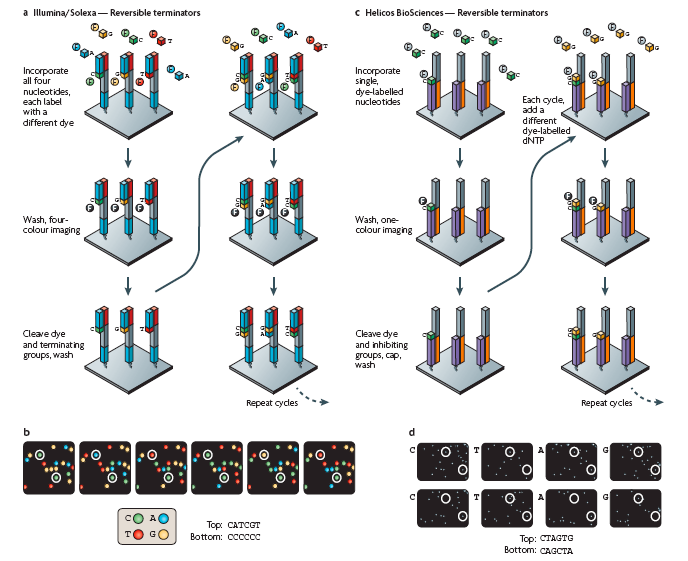 a Illumina/Solexa — Reversible terminators
F G
F C
F T
F A
F A
C F
G F
T F
Incorporate
all four
nucleotides,
each label
with a
different dye
F G
F C
F A
F T
C G F
G A F
T C F
Wash, four-
colour imaging
C F
G F
T F
C G F
G A F
T C F
Cleave dye
and terminating
groups, wash
C
G
T
C G
G A
T C
Repeat cycles
c Helicos BioSciences — Reversible terminators
F C
F C
F C
F C
F C
F C
Incorporate
single,
dye-labelled
nucleotides
Each cycle,
add a
different
dye-labelled
dNTP
F G
F G
F G
F G
F G
F G
Wash, one-
colour imaging
F C
F G
F G
Cleave dye
and inhibiting
groups, cap,
wash
C
G
G
Repeat cycles
b
C A
T G
Top: CATCGT
Bottom: CCCCCC
d
C T A G
C T A G
Top: CTAGTG
Bottom: CAGCTA